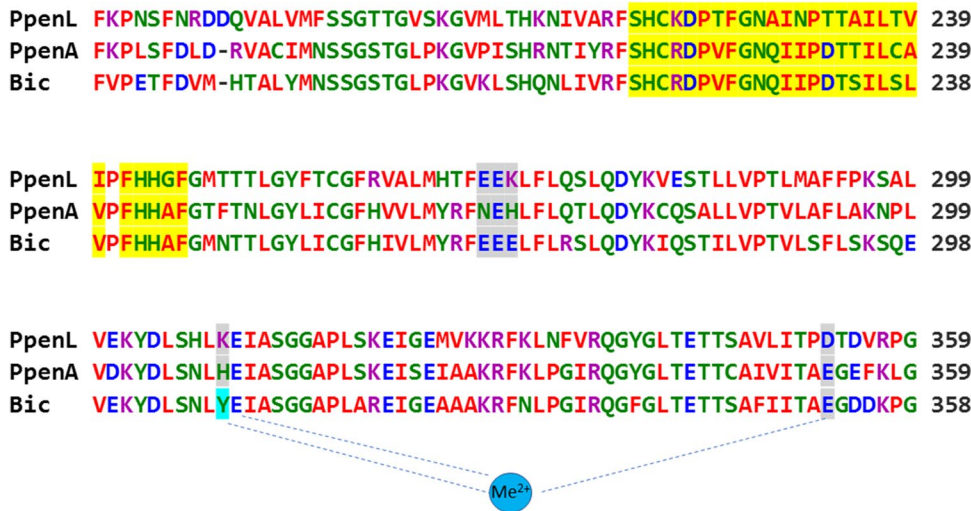 PpenL FKPNSFNRDDQVALVMFSSGTTGVSKGVMLTHKNIVARFSHCKDPTFGNAINPTTAILTV 239
PpenA FKPLSFDLD-RVACIMNSSGSTGLPKGVPISHRNTIYRFSHCRDPVFGNQIIPDTTILCA 239
Bic FVPETFDVM-HTALYMNSSGSTGLPKGVKLSHQNLIVRFSHCRDPVFGNQIIPDTSILSL 238
PpenL IPFHHGFGMTTTLGYFTCGFRVALMHTFEEKLFLQSLQDYKVESTLLVPTLMAFFPKSAL 299
PpenA VPFHHAFGTFTNLGYLICGFHVVLMYRFNEHLFLQTLQDYKCQSALLVPTVLAFLAKNPL 299
Bic VPFHHAFGMNTTLGYLICGFHIVLMYRFEEELFLRSLQDYKIQSTILVPTVLSFLSKSQE 298
PpenL VEKYDLSHLKEIASGGAPLSKEIGEMVKKRFKLNFVRQGYGLTETTSAVLITPDTDVRPG 359
PpenA VDKYDLSNLHEIASGGAPLSKEISEIAAKRFKLPGIRQGYGLTETTCAIVITAEGEFKLG 359
Bic VEKYDLSNLYEIASGGAPLAREIGEAAAKRFNLPGIRQGFGLTETTSAFIITAEGDDKPG 358
Me²⁺